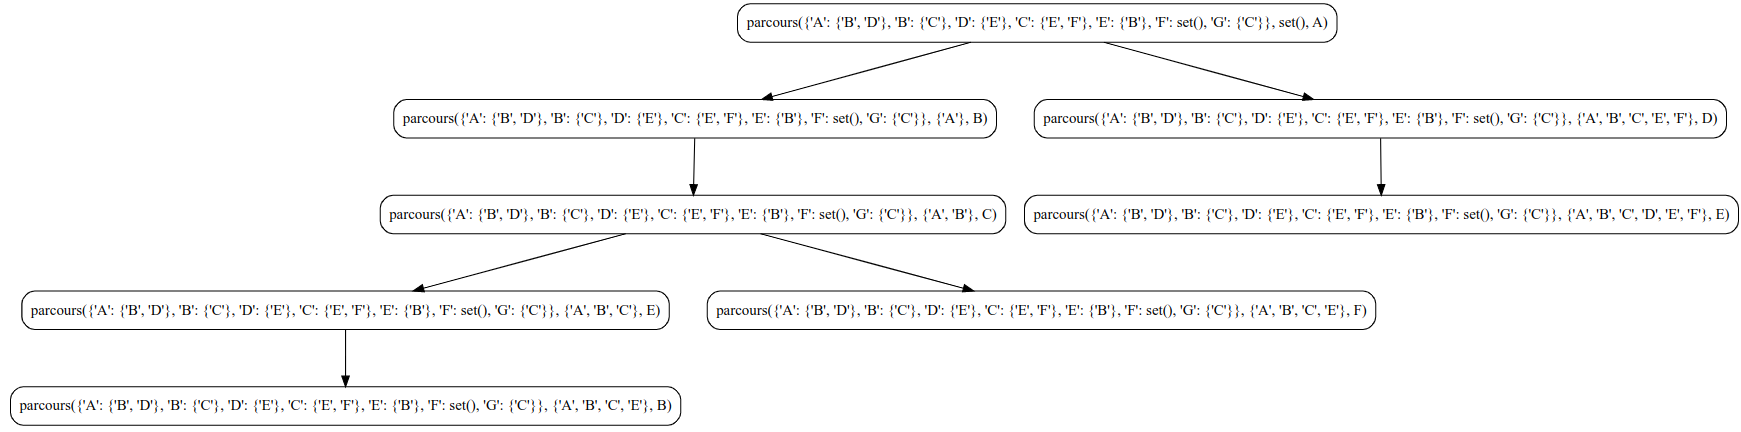 parcours({'A': {'B', 'D'}, 'B': {'C'}, 'D': {'E'}, 'C': {'E', 'F'}, 'E': {'B'}, 'F': set(), 'G': {'C'}}, set(), A)
parcours({'A': {'B', 'D'}, 'B': {'C'}, 'D': {'E'}, 'C': {'E', 'F'}, 'E': {'B'}, 'F': set(), 'G': {'C'}}, {'A'}, B)
parcours({'A': {'B', 'D'}, 'B': {'C'}, 'D': {'E'}, 'C': {'E', 'F'}, 'E': {'B'}, 'F': set(), 'G': {'C'}}, {'A', 'B', 'C', 'E', 'F'}, D)
parcours({'A': {'B', 'D'}, 'B': {'C'}, 'D': {'E'}, 'C': {'E', 'F'}, 'E': {'B'}, 'F': set(), 'G': {'C'}}, {'A', 'B'}, C)
parcours({'A': {'B', 'D'}, 'B': {'C'}, 'D': {'E'}, 'C': {'E', 'F'}, 'E': {'B'}, 'F': set(), 'G': {'C'}}, {'A', 'B', 'C', 'D', 'E', 'F'}, E)
parcours({'A': {'B', 'D'}, 'B': {'C'}, 'D': {'E'}, 'C': {'E', 'F'}, 'E': {'B'}, 'F': set(), 'G': {'C'}}, {'A', 'B', 'C'}, E)
parcours({'A': {'B', 'D'}, 'B': {'C'}, 'D': {'E'}, 'C': {'E', 'F'}, 'E': {'B'}, 'F': set(), 'G': {'C'}}, {'A', 'B', 'C', 'E'}, F)
parcours({'A': {'B', 'D'}, 'B': {'C'}, 'D': {'E'}, 'C': {'E', 'F'}, 'E': {'B'}, 'F': set(), 'G': {'C'}}, {'A', 'B', 'C', 'E'}, B)